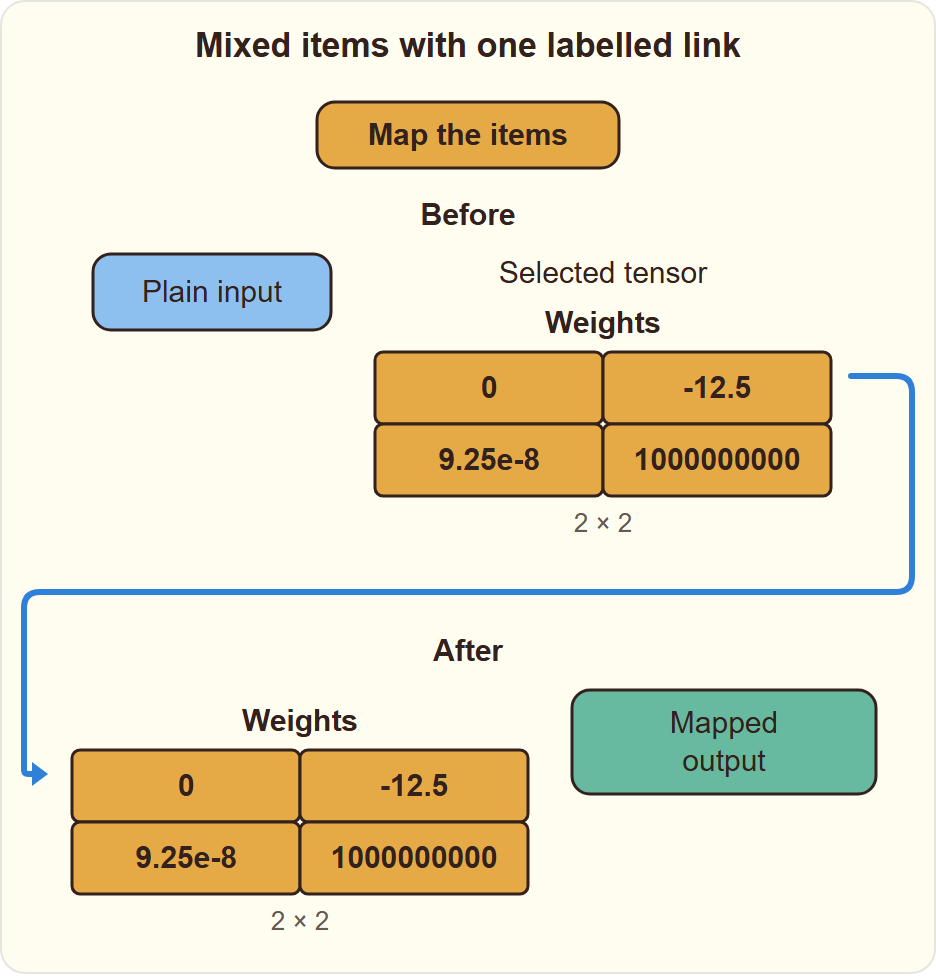 Mixed items with one labelled link
Map the items
Before
Plain input
Selected tensor
Weights
0 -12.5
9.25e-8 1000000000
2 × 2
After
Weights
0 -12.5
9.25e-8 1000000000
2 × 2
Mapped
output